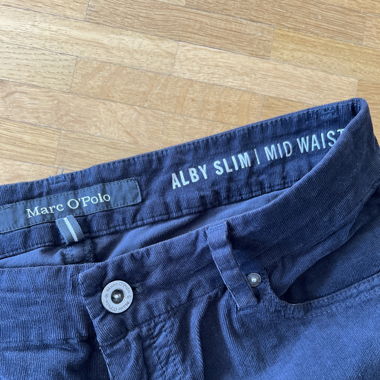 Marc O'Polo
ALBY SLIM | MID WAIST